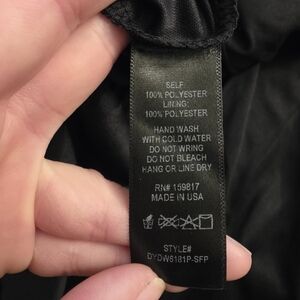 SELF
100% POLYESTER
LINING:
100% POLYESTER
HAND WASH
WITH COLD WATER
DO NOT WRING
DO NOT BLEACH
HANG OR LINE DRY
RN# 159817
MADE IN USA
STYLE#
DYDW6181P-SFP